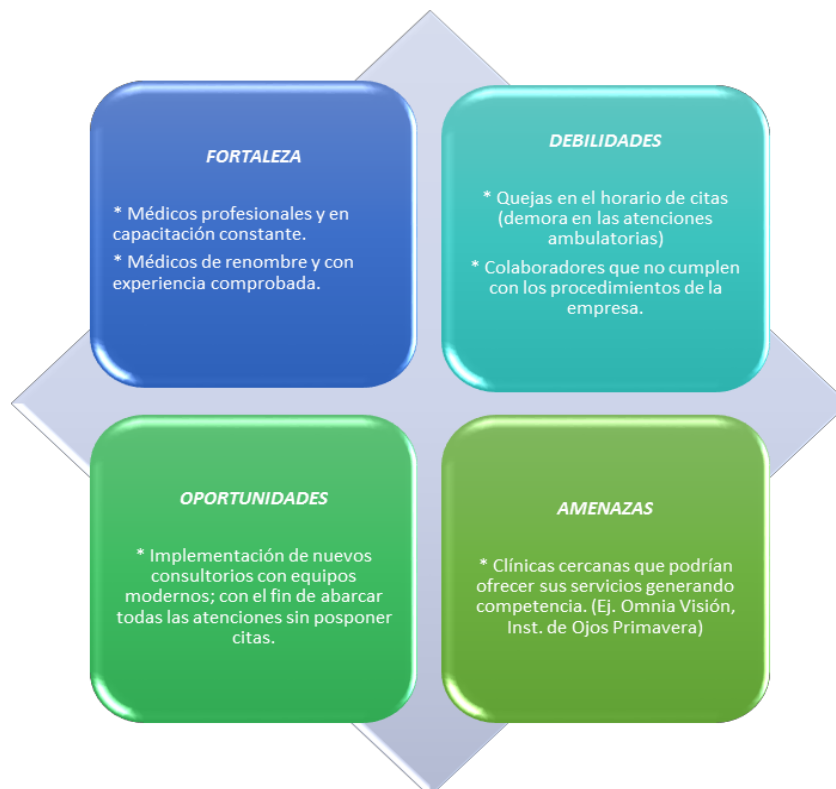 FORTALEZA
* Médicos profesionales y en
capacitación constante.
* Médicos de renombre y con
experiencia comprobada.
DEBILIDADES
* Quejas en el horario de citas
(demora en las atenciones
ambulatorias)
* Colaboradores que no cumplen
con los procedimientos de la
empresa.
OPORTUNIDADES
* Implementación de nuevos
consultorios con equipos
modernos; con el fin de abarcar
todas las atenciones sin posponer
citas.
AMENAZAS
* Clínicas cercanas que podrían
ofrecer sus servicios generando
competencia. (Ej. Omnia Visión,
Inst. de Ojos Primavera)